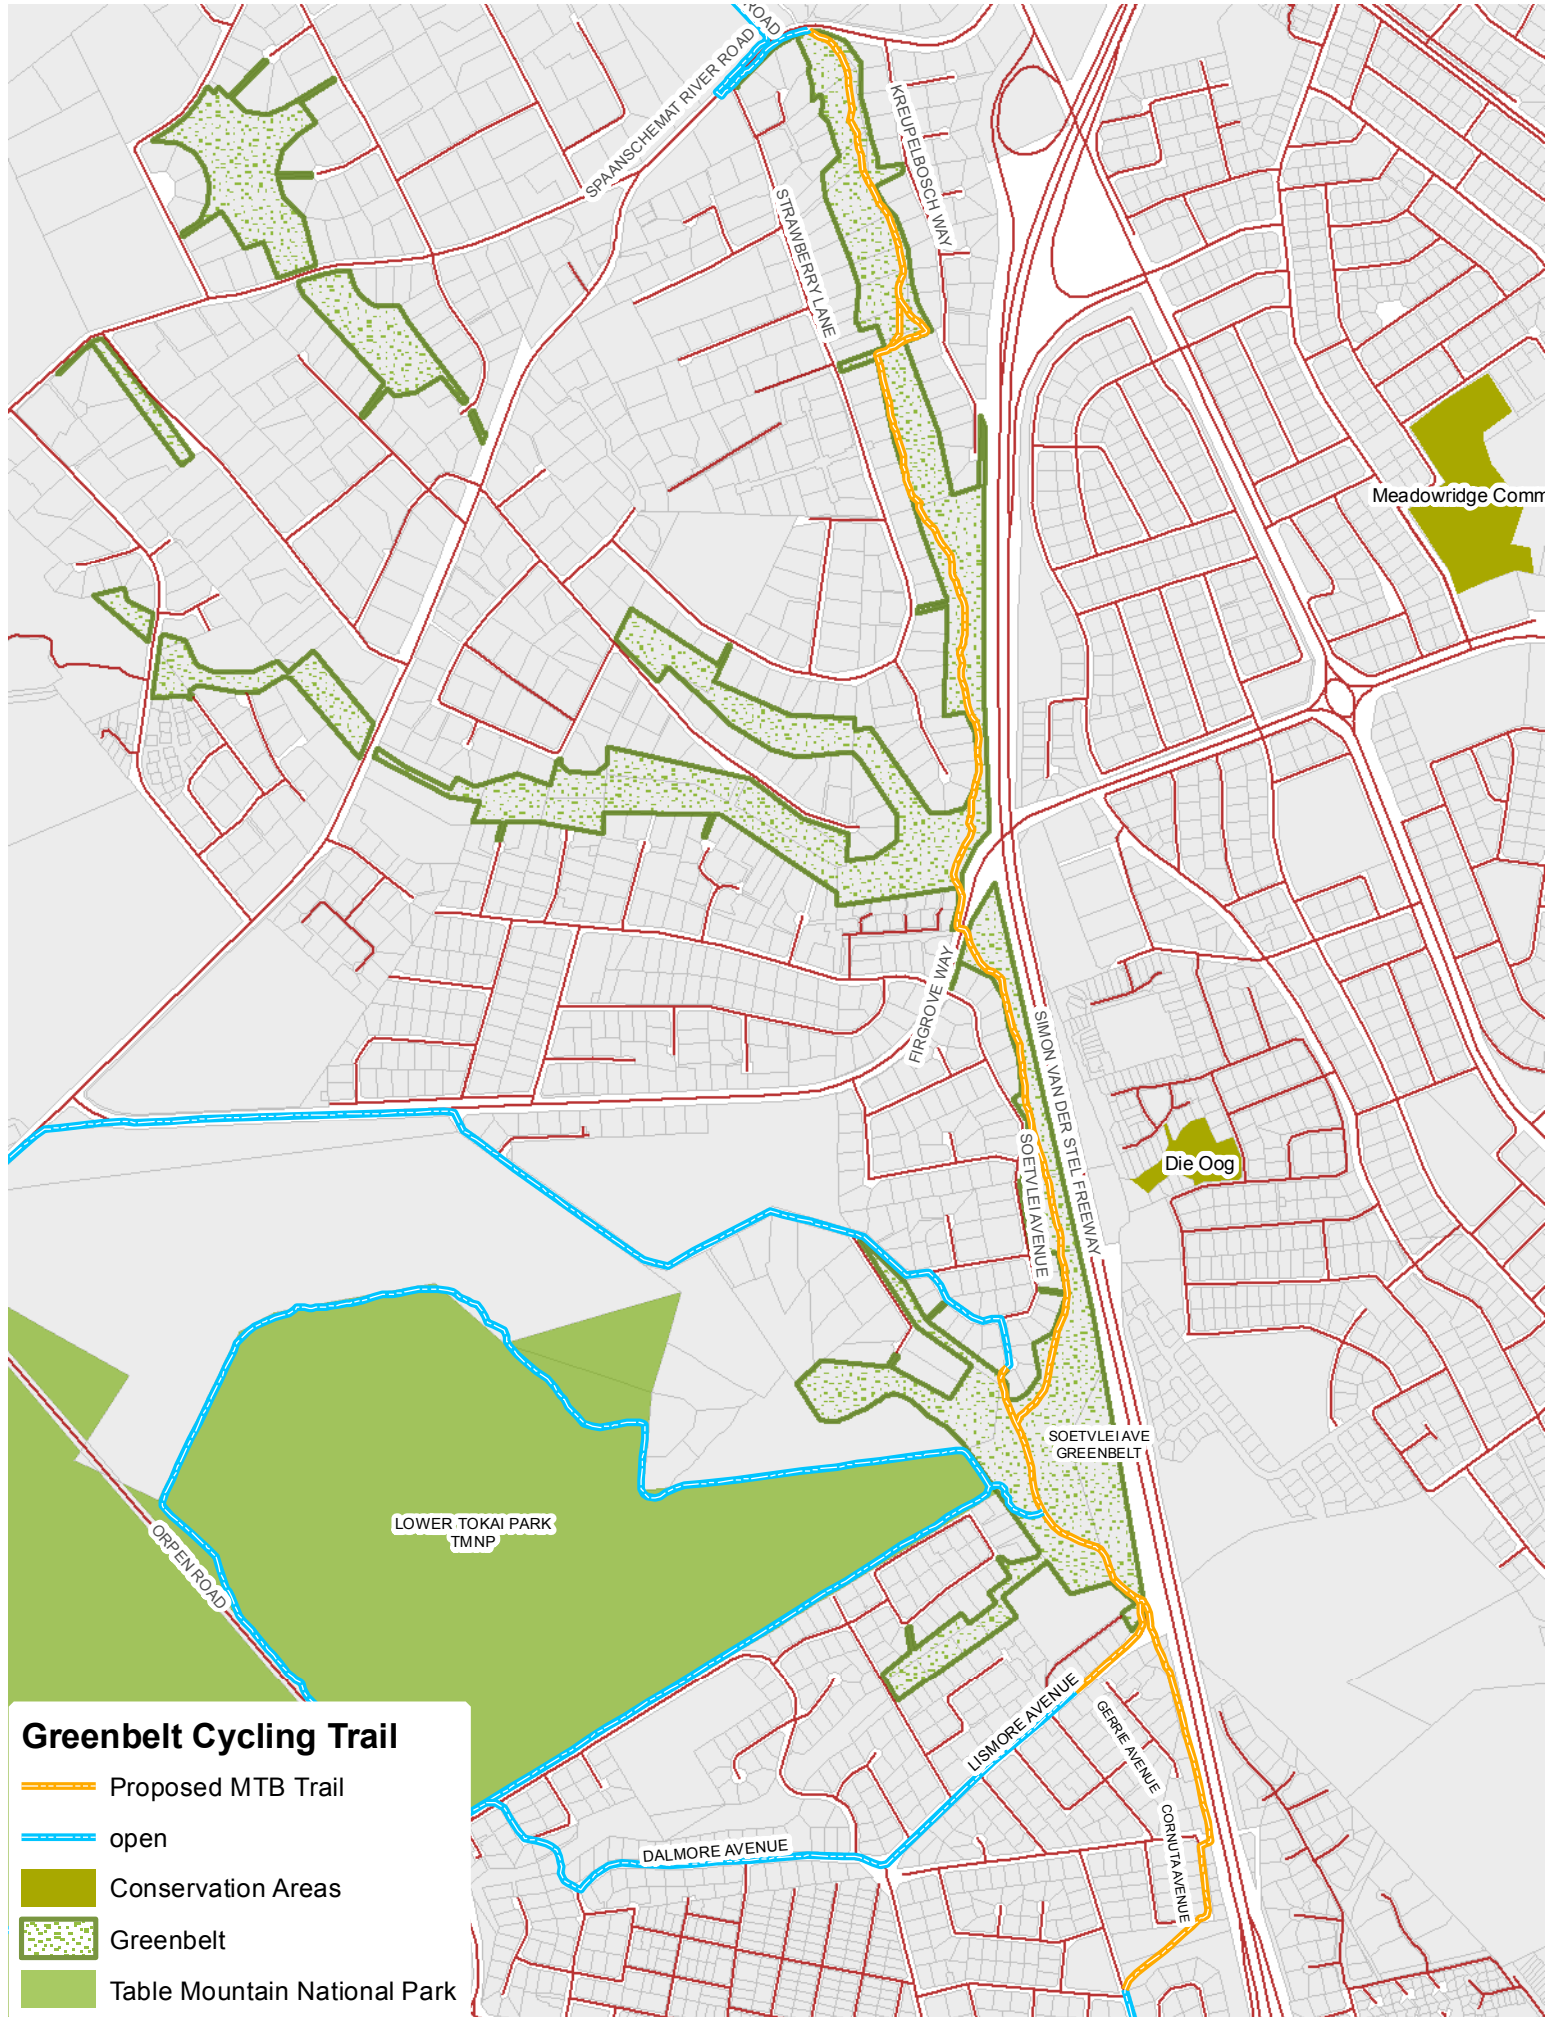 ROAD
SPAANSCHEMAT RIVER ROAD
KREUPELBOSCH WAY
STRAWBERRY LANE
Meadowridge Comm
FIRGROVE WAY
SIMON VAN DER STEL FREEWAY
SOETVLEI AVENUE
Die Oog
SOETVLEI AVE
GREENBELT
LOWER TOKAI PARK
TMNP
ORPEN ROAD
LISMORE AVENUE
GERRIE AVENUE
CORNUTA AVENUE
DALMORE AVENUE
Greenbelt Cycling Trail
Proposed MTB Trail
open
Conservation Areas
Greenbelt
Table Mountain National Park